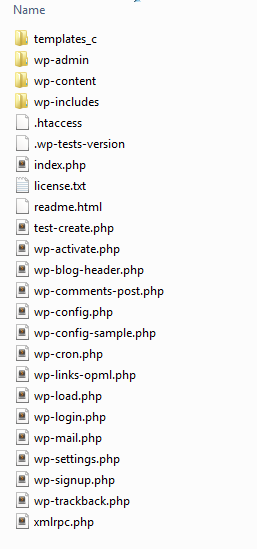 Name
templates_c
wp-admin
wp-content
wp-includes
.htaccess
.wp-tests-version
index.php
license.txt
readme.html
test-create.php
wp-activate.php
wp-blog-header.php
wp-comments-post.php
wp-config.php
wp-config-sample.php
wp-cron.php
wp-links-opml.php
wp-load.php
wp-login.php
wp-mail.php
wp-settings.php
wp-signup.php
wp-trackback.php
xmlrpc.php